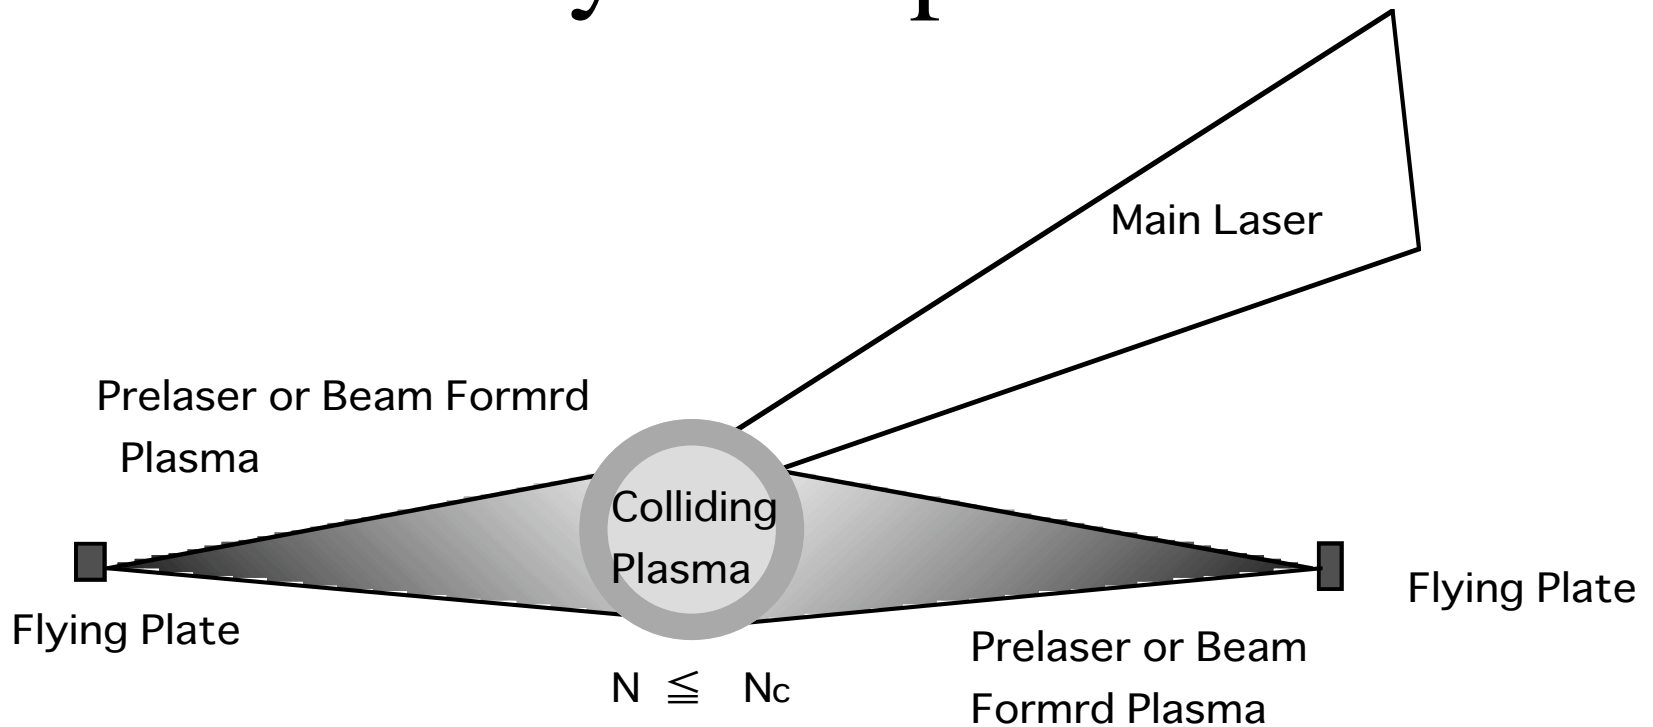 Main Laser
Prelaser or Beam Formrd
Plasma
Colliding
Plasma
Flying Plate
Flying Plate
Prelaser or Beam
Formrd Plasma
N ≦ Nc